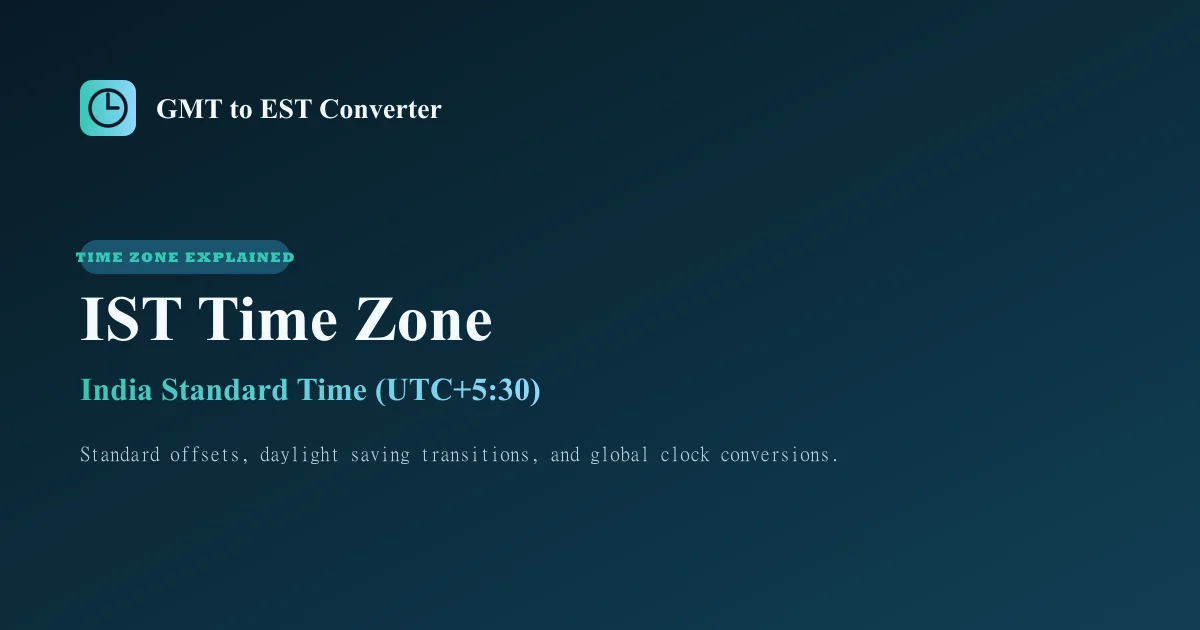 GMT to EST Converter
TIME ZONE EXPLAINED
IST Time Zone
India Standard Time (UTC+5:30)
Standard offsets, daylight saving transitions, and global clock conversions.